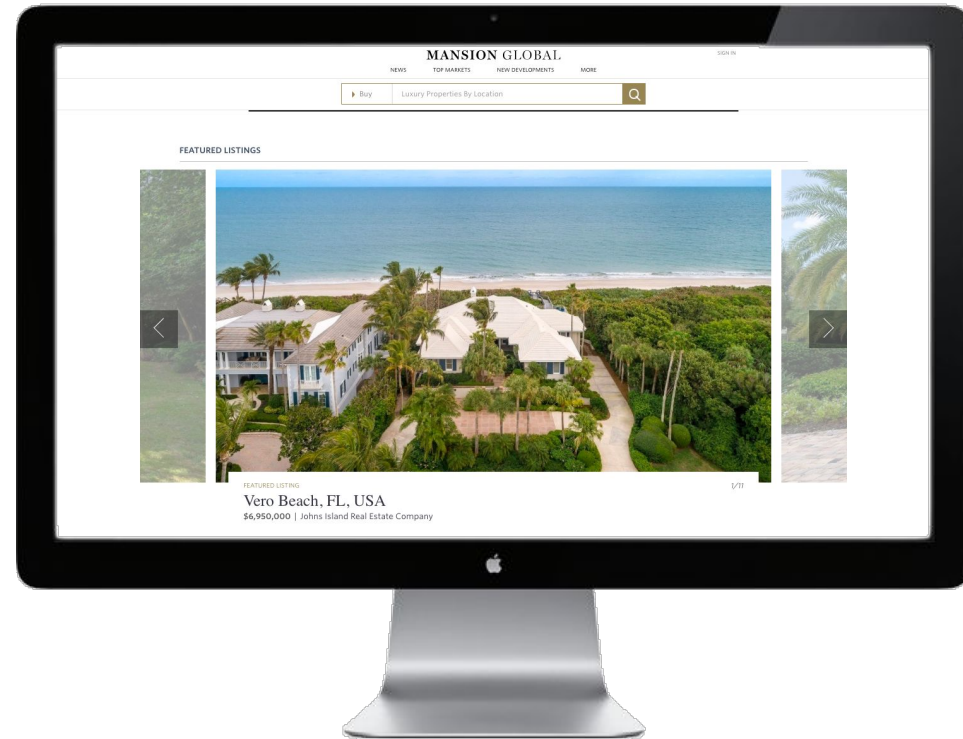 MANSION GLOBAL
SIGN IN
NEWS TOP MARKETS NEW DEVELOPMENTS MORE
Buy Luxury Properties By Location
FEATURED LISTINGS
FEATURED LISTING
1/11
Vero Beach, FL, USA
$6,950,000 | Johns Island Real Estate Company